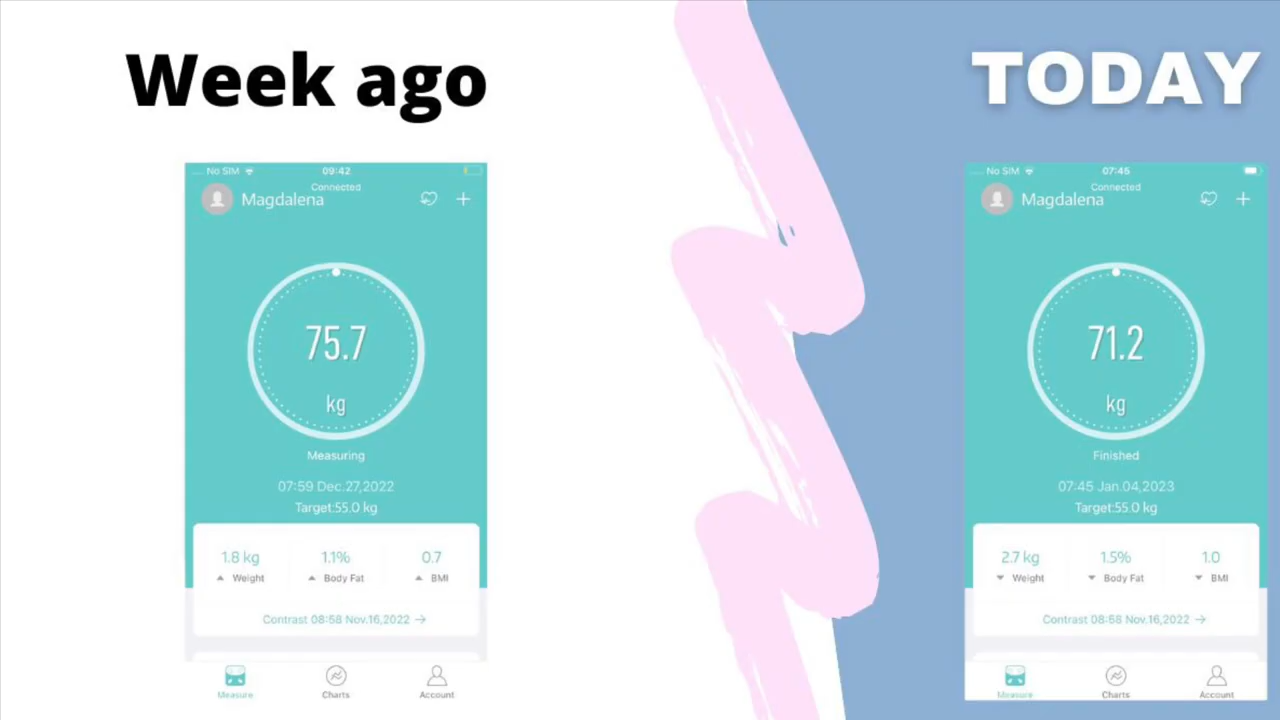 Week ago
No SIM 09:42
Connected
Magdalena
75.7
kg
Measuring
07:59 Dec.27,2022
Target:55.0 kg
1.8 kg 1.1% 0.7
Weight Body Fat BMI
Contrast 08:58 Nov.16,2022 →
Measure Charts Account
TODAY
No SIM 07:45
Connected
Magdalena
71.2
kg
Finished
07:45 Jan.04,2023
Target:55.0 kg
2.7 kg 1.5% 1.0
Weight Body Fat BMI
Contrast 08:58 Nov.16,2022 →
Measure Charts Account